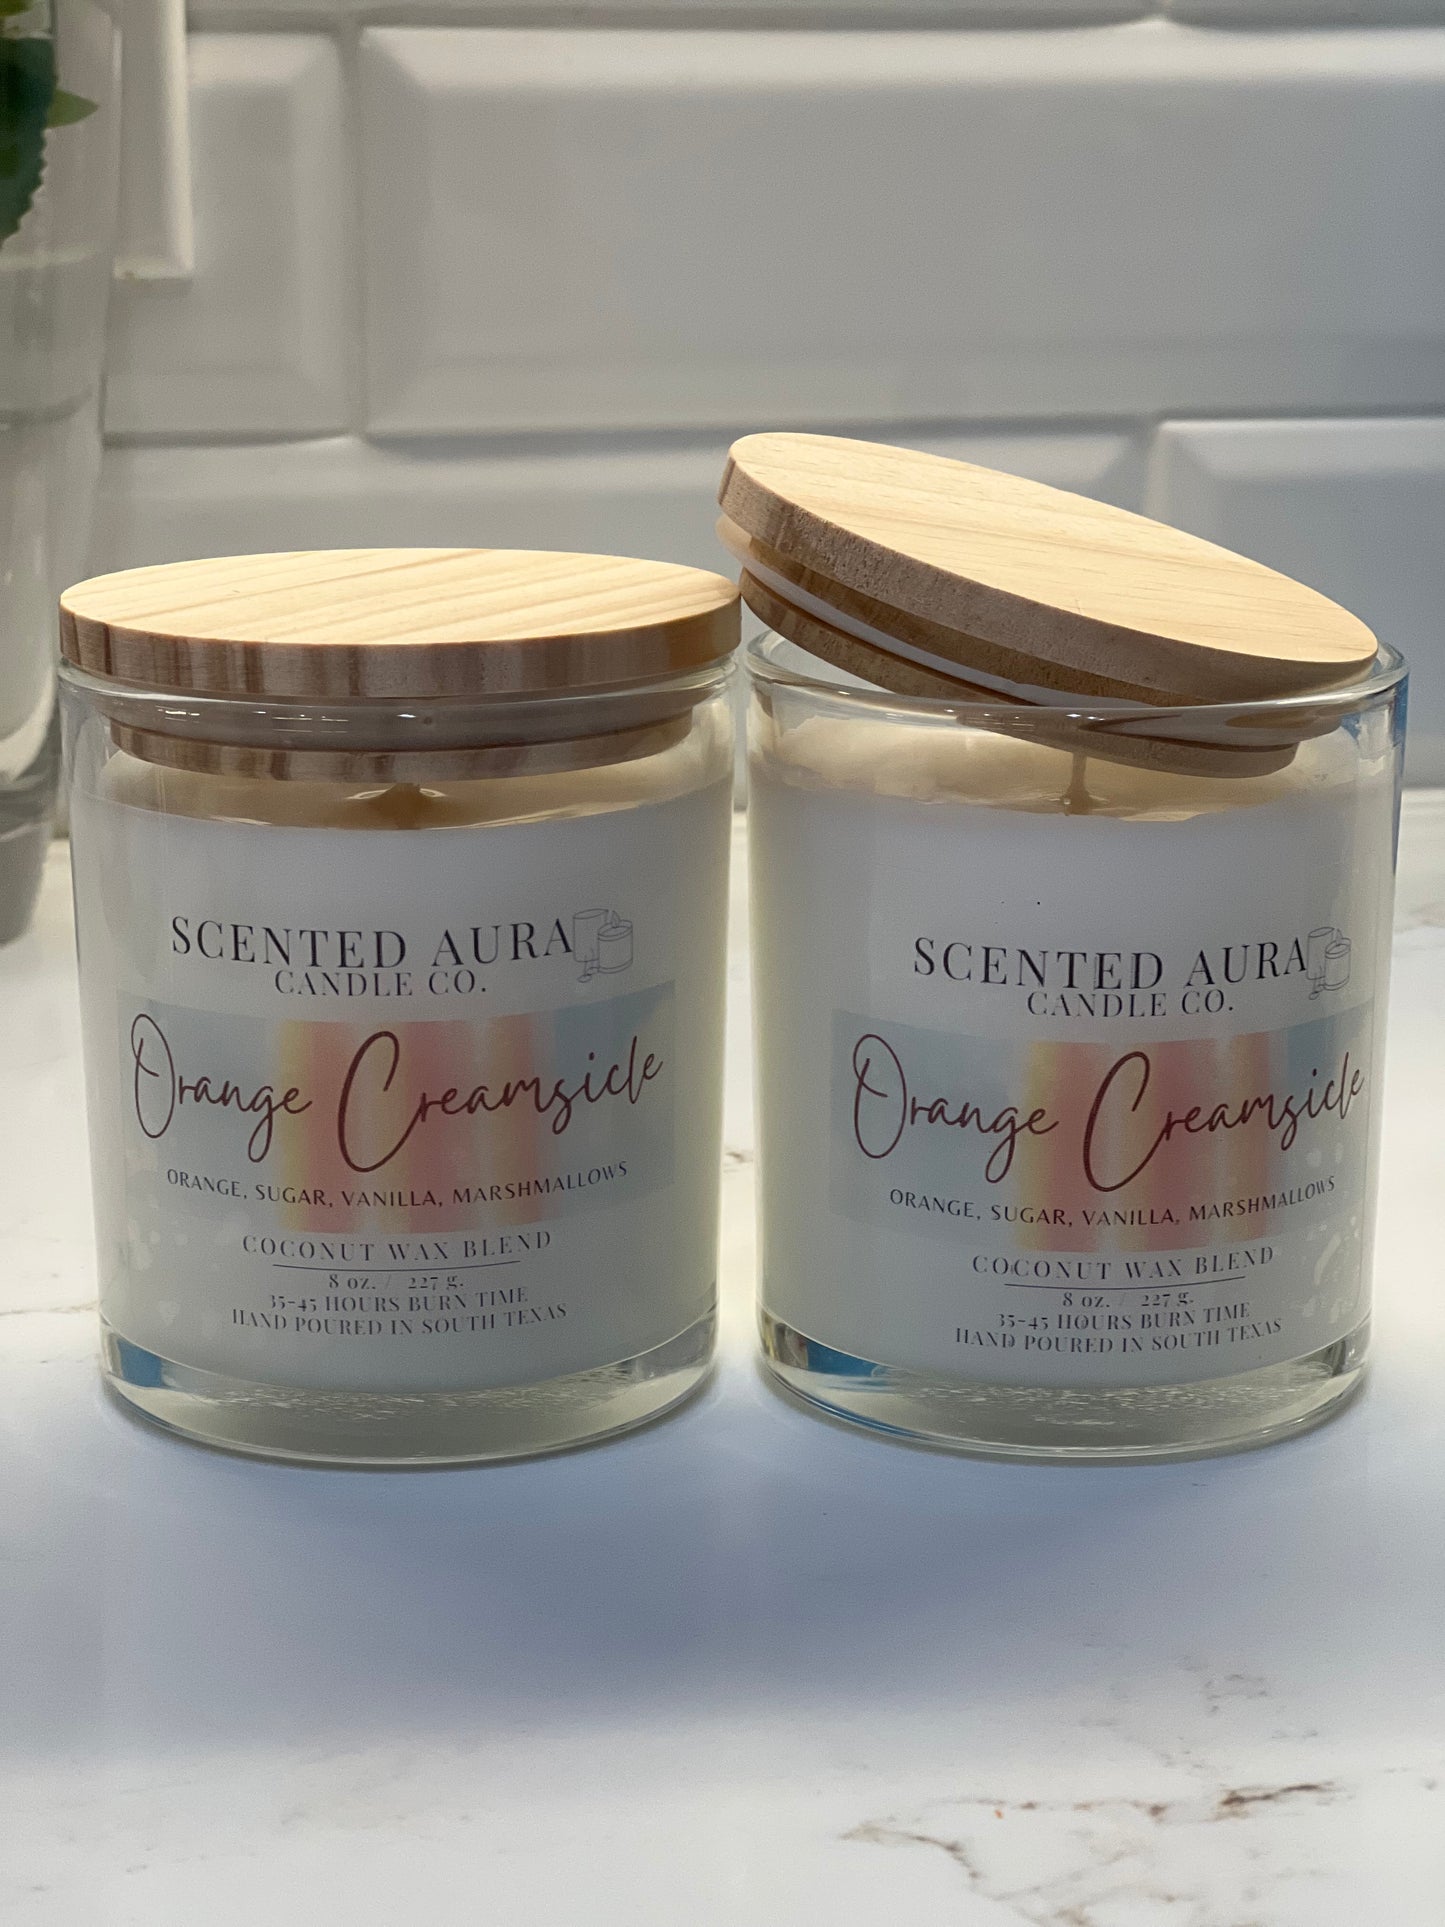 SCENTED AURA
CANDLE CO.
Orange Creamsicle
ORANGE, SUGAR, VANILLA, MARSHMALLOWS
COCONUT WAX BLEND
8 oz. / 227 g.
35-45 HOURS BURN TIME
HAND POURED IN SOUTH TEXAS
SCENTED AURA
CANDLE CO.
Orange Creamsicle
ORANGE, SUGAR, VANILLA, MARSHMALLOWS
COCONUT WAX BLEND
8 oz. / 227 g.
35-45 HOURS BURN TIME
HAND POURED IN SOUTH TEXAS